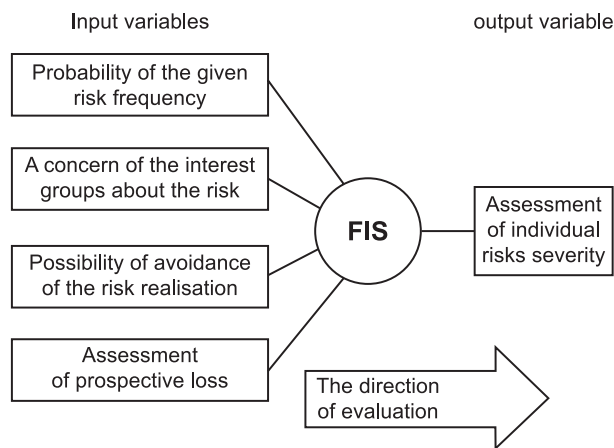 Input variables
output variable
Probability of the given
risk frequency
A concern of the interest
groups about the risk
Possibility of avoidance
of the risk realisation
Assessment
of prospective loss
FIS
Assessment
of individual
risks severity
The direction
of evaluation